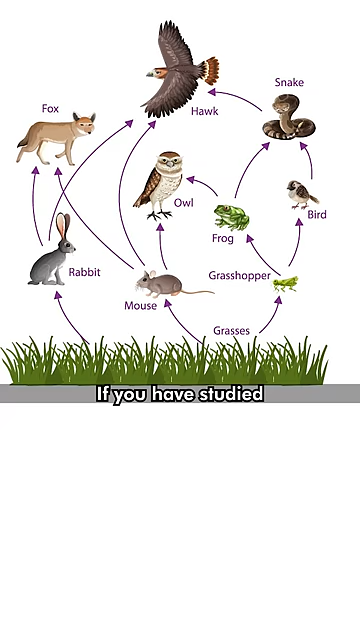 Snake
Fox
Hawk
Owl
Bird
Frog
Rabbit
Grasshopper
Mouse
Grasses
If you have studied